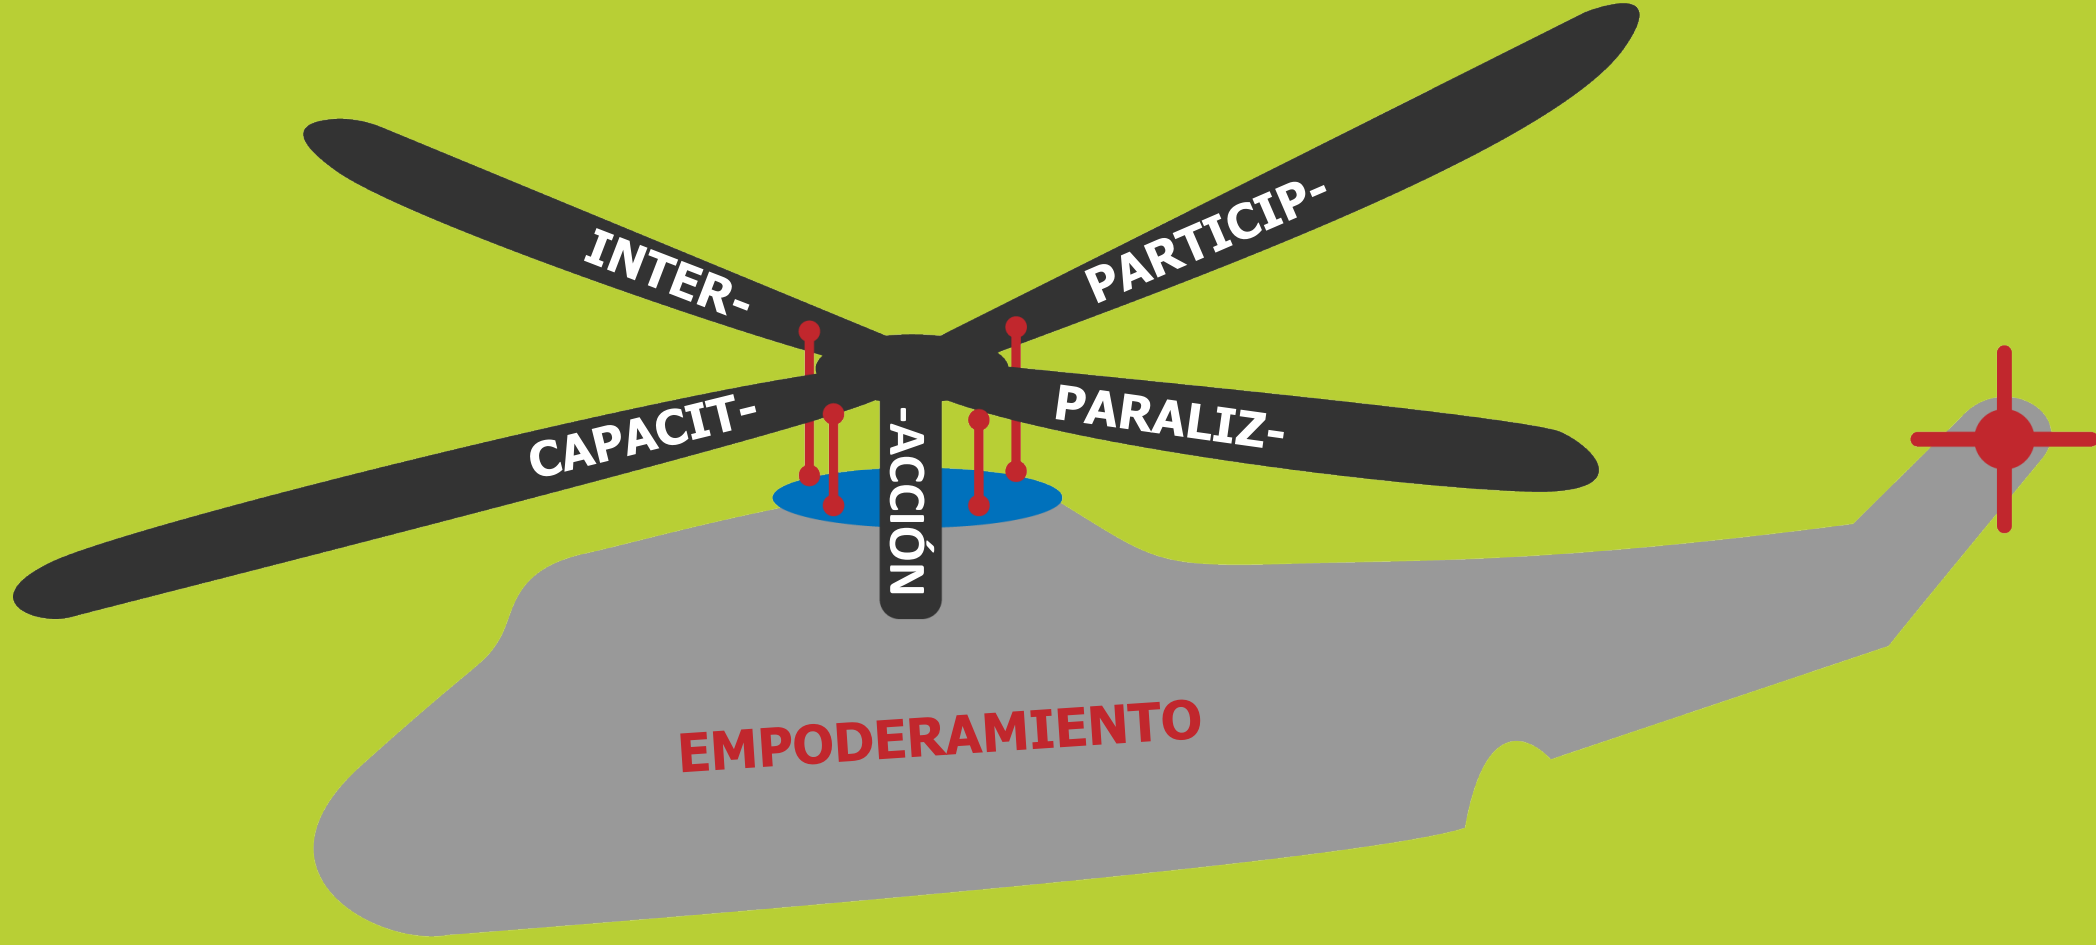 INTER-
PARTICIP-
CAPACIT-
PARALIZ-
-ACCIÓN
EMPODERAMIENTO